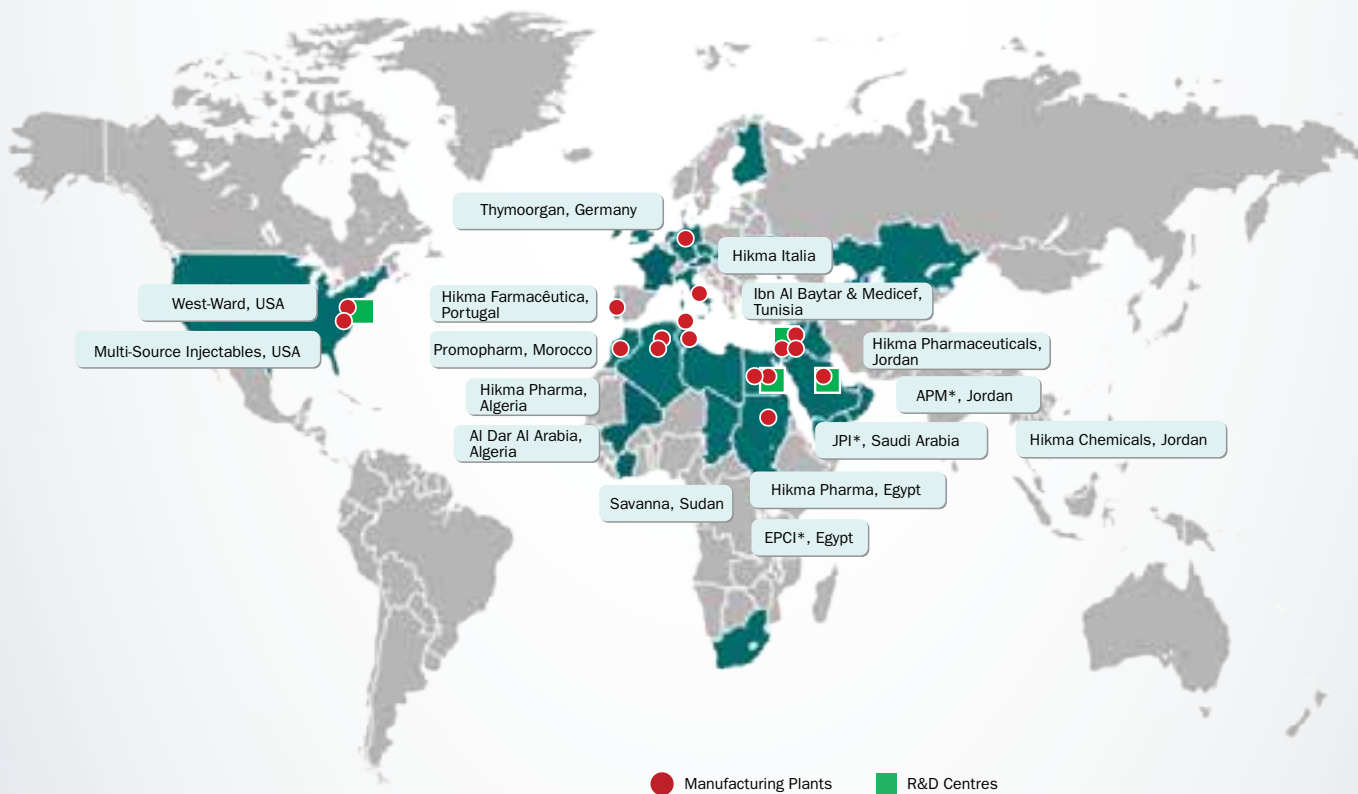 Thymoorgan, Germany
Hikma Italia
West-Ward, USA
Hikma Farmacêutica,
Portugal
Ibn Al Baytar & Medicef,
Tunisia
Multi-Source Injectables, USA
Promopharm, Morocco
Hikma Pharmaceuticals,
Jordan
Hikma Pharma,
Algeria
APM*, Jordan
Al Dar Al Arabia,
Algeria
JPI*, Saudi Arabia
Hikma Chemicals, Jordan
Savanna, Sudan
Hikma Pharma, Egypt
EPCI*, Egypt
Manufacturing Plants
R&D Centres